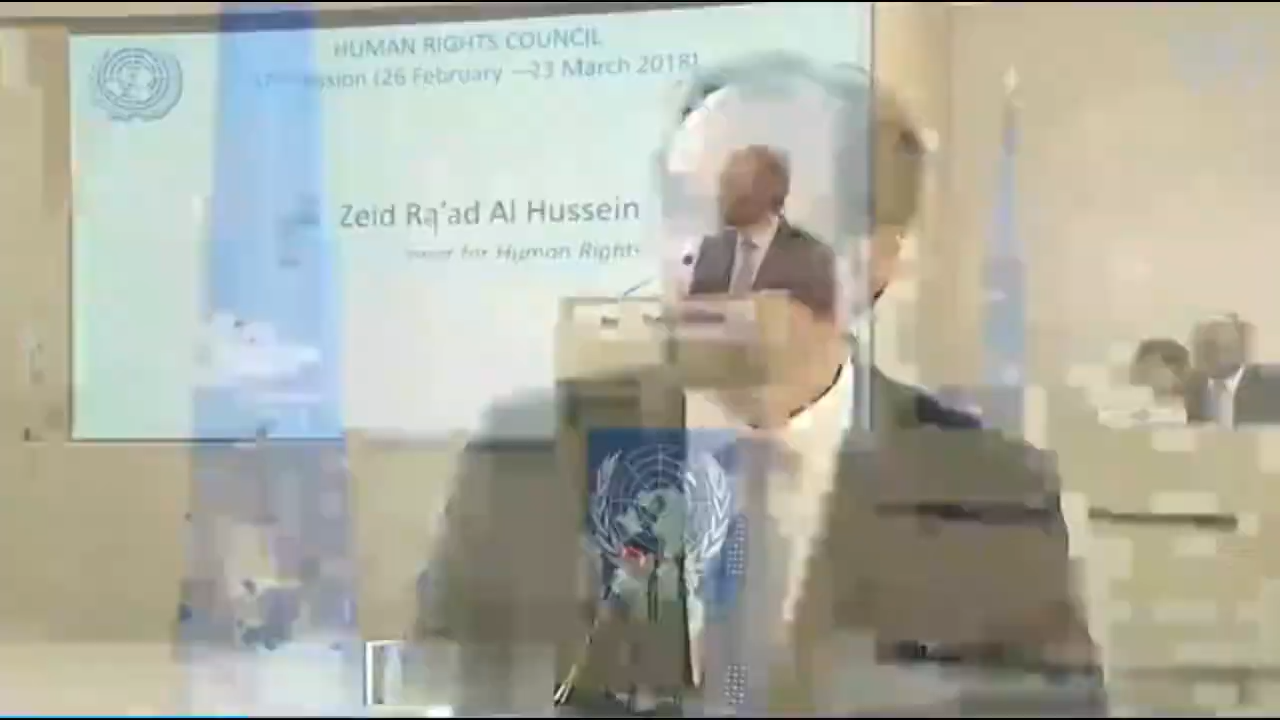 HUMAN RIGHTS COUNCIL
(26 February — 23 March 2018)
Zeid Ra'ad Al Hussein
for Human Rights